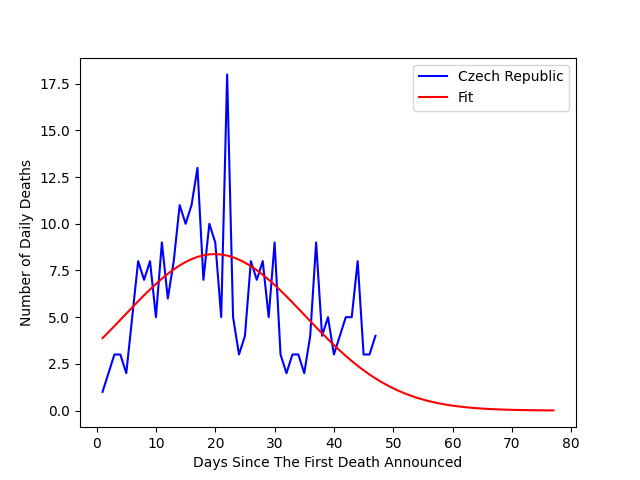 Czech Republic
Fit
17.5
15.0
12.5
10.0
7.5
5.0
2.5
0.0
Number of Daily Deaths
0 10 20 30 40 50 60 70 80
Days Since The First Death Announced